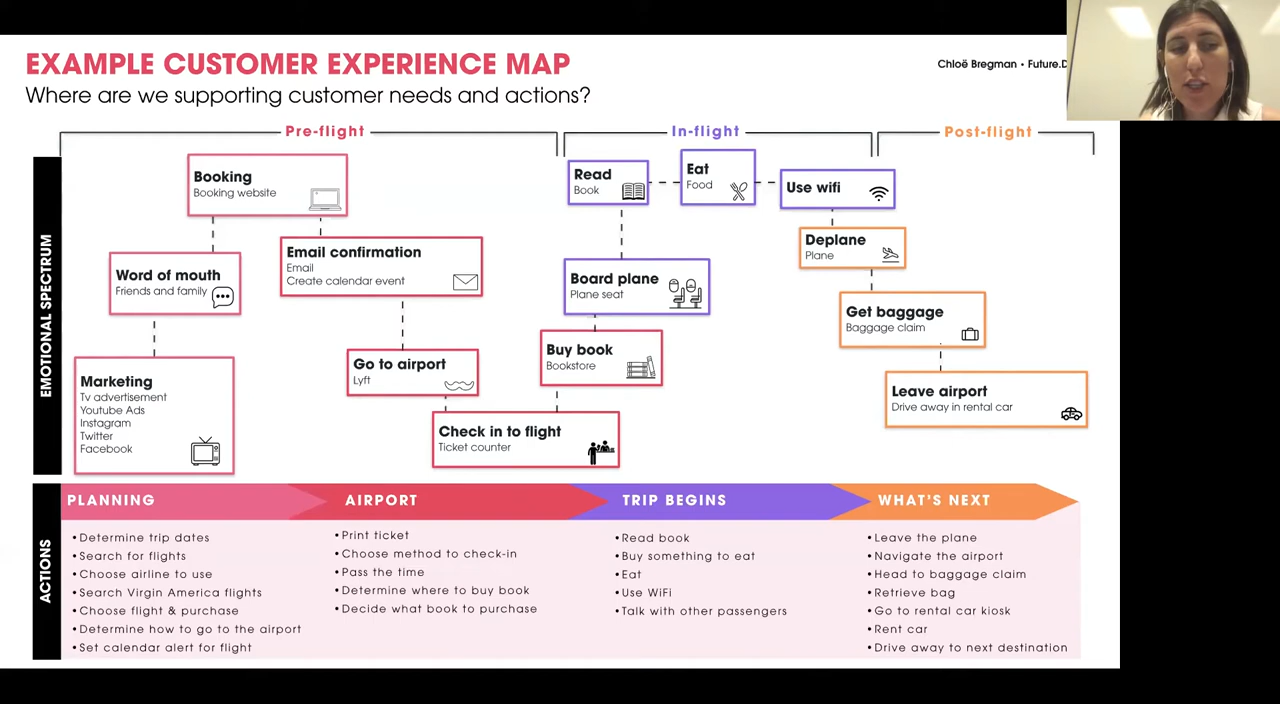 EXAMPLE CUSTOMER EXPERIENCE MAP
Where are we supporting customer needs and actions?
Chloë Bregman • Future.
Pre-flight
In-flight
Post-flight
EMOTIONAL SPECTRUM
Booking
Booking website
Word of mouth
Friends and family
Marketing
Tv advertisement
Youtube Ads
Instagram
Twitter
Facebook
Email confirmation
Email
Create calendar event
Go to airport
Lyft
Check in to flight
Ticket counter
Buy book
Bookstore
Board plane
Plane seat
Read
Book
Eat
Food
Use wifi
Deplane
Plane
Get baggage
Baggage claim
Leave airport
Drive away in rental car
ACTIONS
PLANNING
• Determine trip dates
• Search for flights
• Choose airline to use
• Search Virgin America flights
• Choose flight & purchase
• Determine how to go to the airport
• Set calendar alert for flight
AIRPORT
• Print ticket
• Choose method to check-in
• Pass the time
• Determine where to buy book
• Decide what book to purchase
TRIP BEGINS
• Read book
• Buy something to eat
• Eat
• Use WiFi
• Talk with other passengers
WHAT'S NEXT
• Leave the plane
• Navigate the airport
• Head to baggage claim
• Retrieve bag
• Go to rental car kiosk
• Rent car
• Drive away to next destination